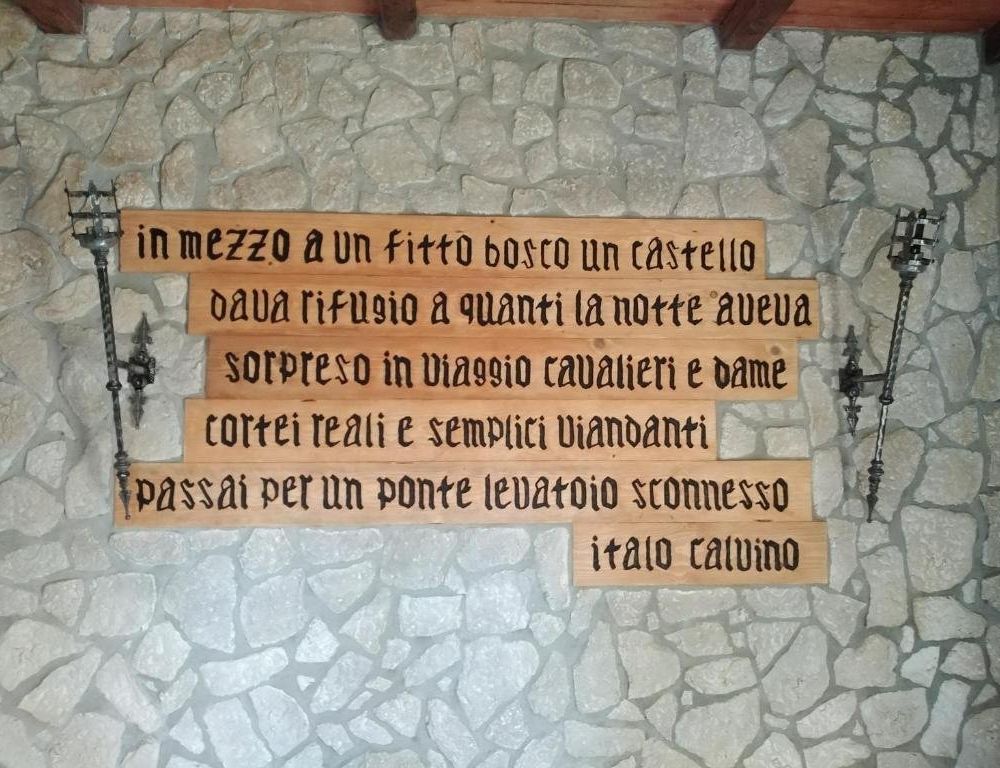 in mezzo a un fitto bosco un castello
dava rifugio a quanti la notte aveva
sorpreso in viaggio cavalieri e dame
cortei reali e semplici viandanti
passai per un ponte levatoio sconnesso
italo calvino